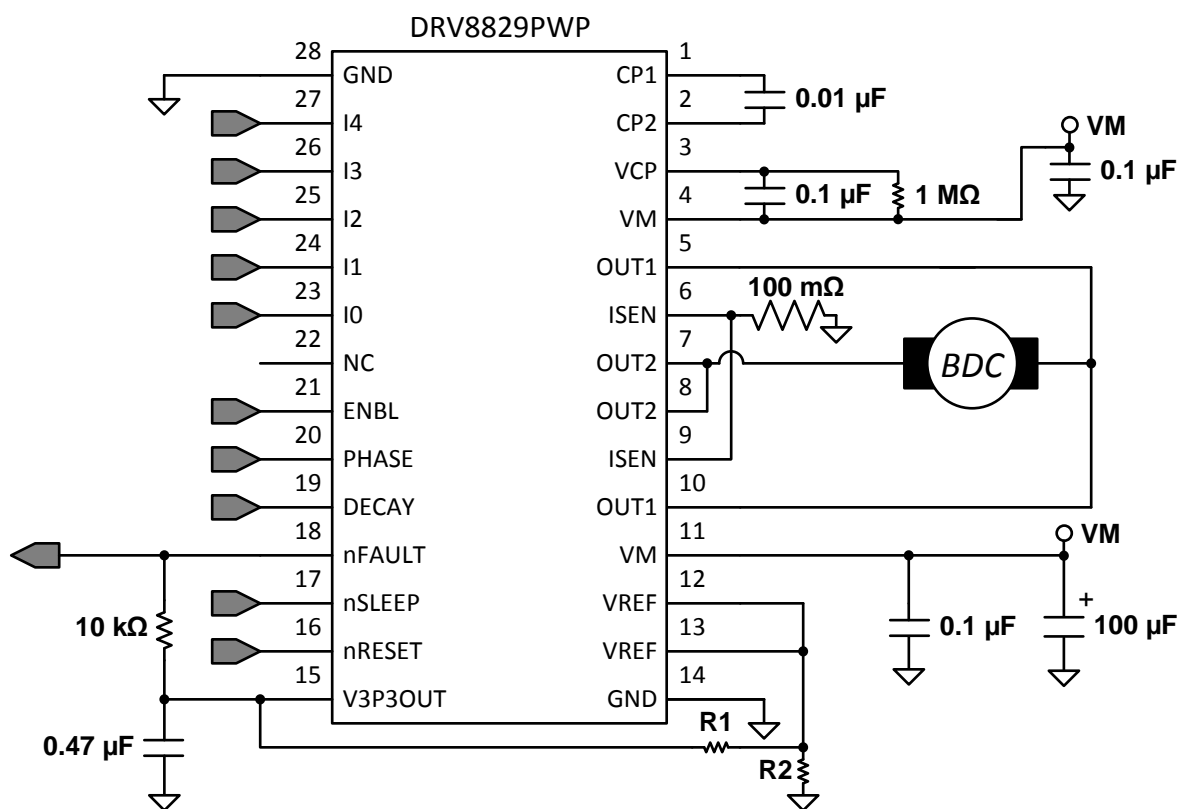 DRV8829PWP
28
GND
27
I4
26
I3
25
I2
24
I1
23
I0
22
NC
21
ENBL
20
PHASE
19
DECAY
18
nFAULT
17
nSLEEP
16
nRESET
15
V3P3OUT
10 kΩ
0.47 µF
1
CP1
2
CP2
3
VCP
4
VM
5
OUT1
6
ISEN
7
OUT2
8
OUT2
9
ISEN
10
OUT1
11
VM
12
VREF
13
VREF
14
GND
0.01 µF
VM
0.1 µF
0.1 µF
1 MΩ
100 mΩ
BDC
VM
0.1 µF
+
100 µF
R1
R2